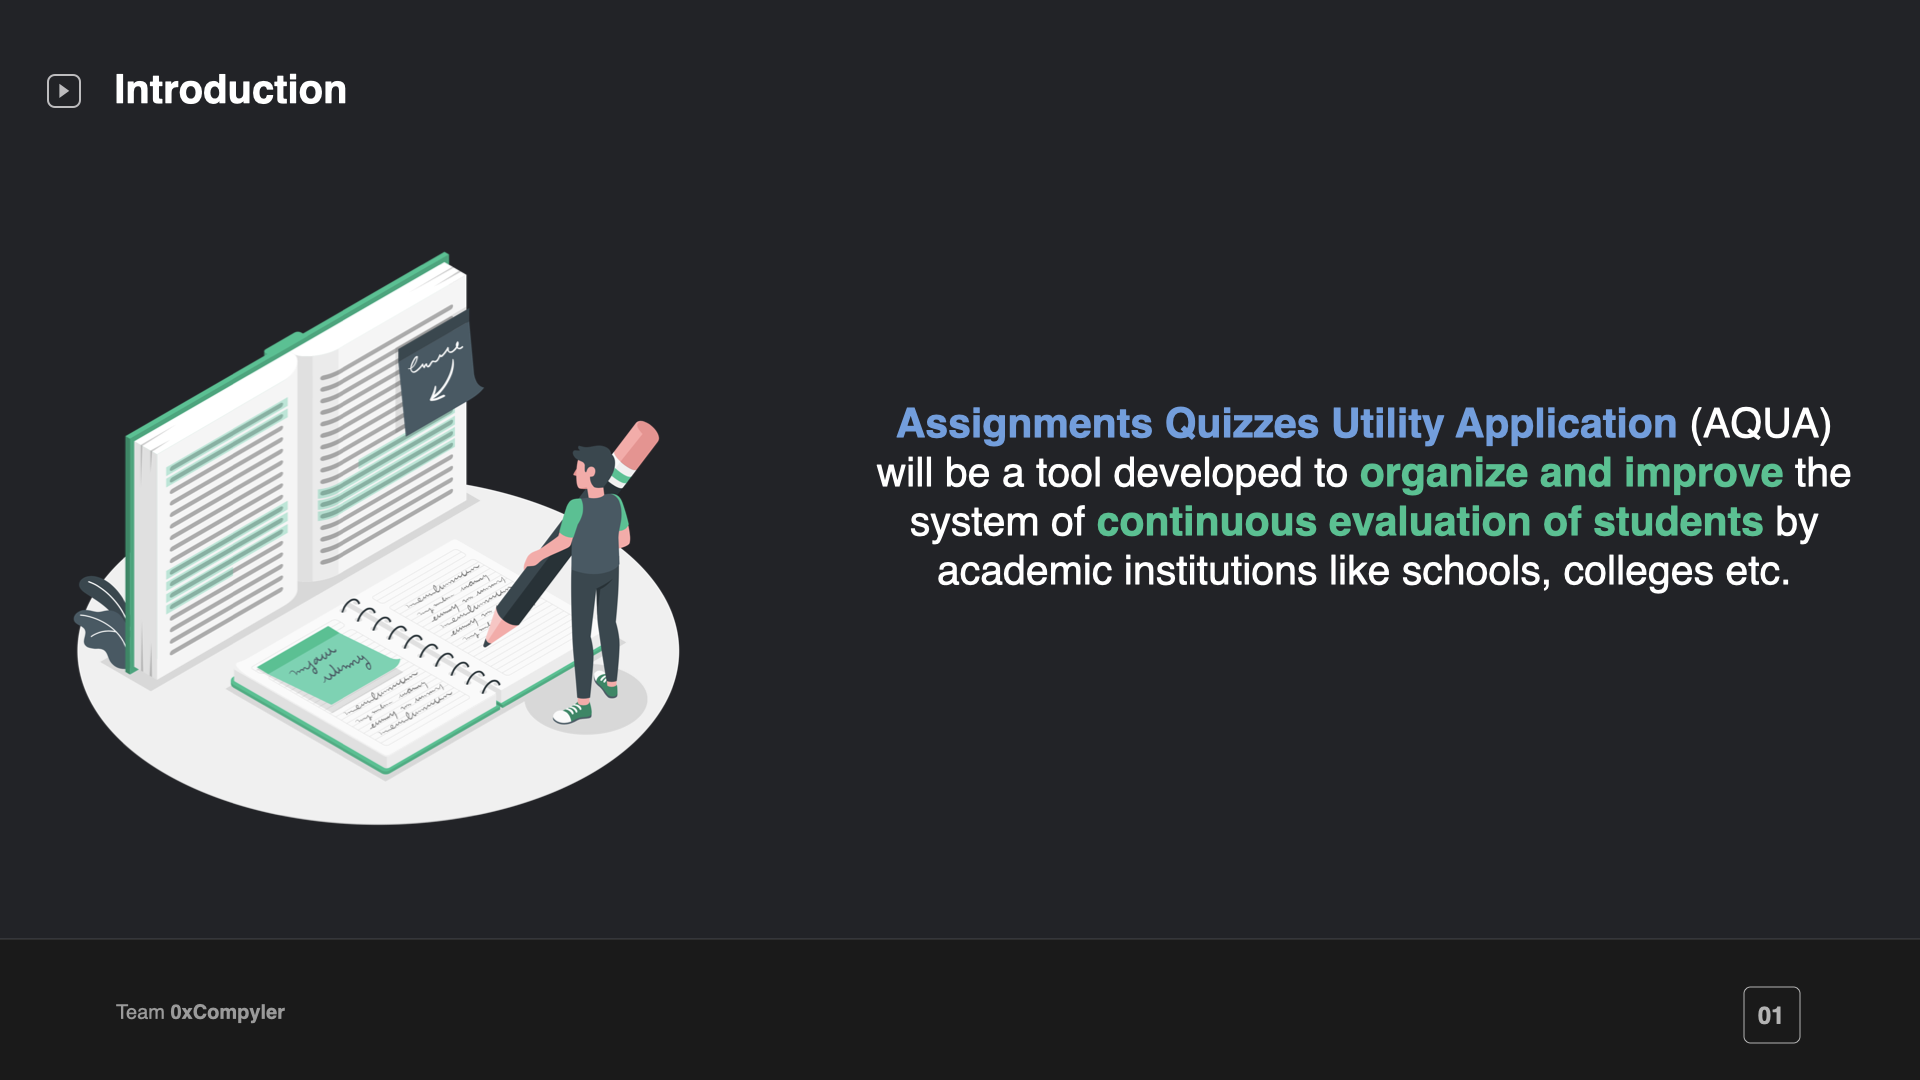 Introduction
Assignments Quizzes Utility Application (AQUA)
will be a tool developed to organize and improve the
system of continuous evaluation of students by
academic institutions like schools, colleges etc.
Team 0xCompyler
01